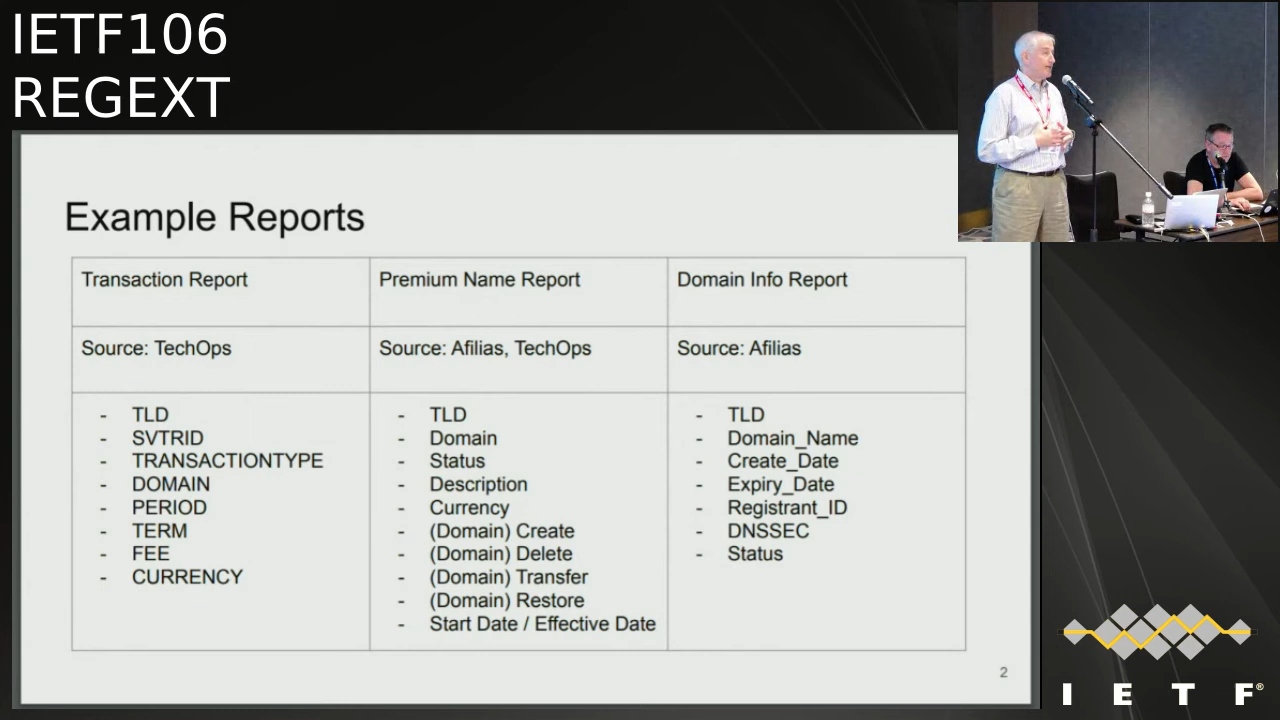 IETF106
REGEXT
Example Reports
Transaction Report
Premium Name Report
Domain Info Report
Source: TechOps
Source: Afilias, TechOps
Source: Afilias
- TLD
- SVTRID
- TRANSACTIONTYPE
- DOMAIN
- PERIOD
- TERM
- FEE
- CURRENCY
- TLD
- Domain
- Status
- Description
- Currency
- (Domain) Create
- (Domain) Delete
- (Domain) Transfer
- (Domain) Restore
- Start Date / Effective Date
- TLD
- Domain_Name
- Create_Date
- Expiry_Date
- Registrant_ID
- DNSSEC
- Status
2
I E T F®